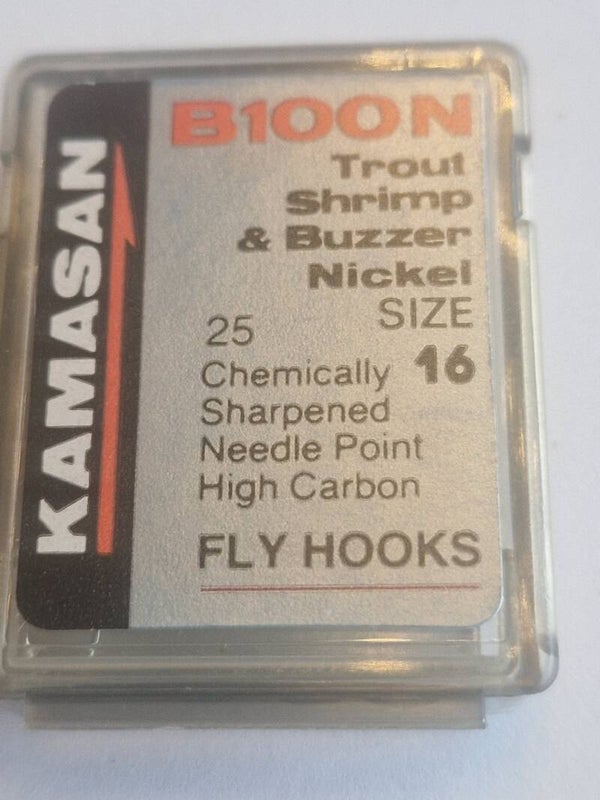 KAMASAN
B100N
Trout
Shrimp
& Buzzer
Nickel
SIZE
25
16
Chemically
Sharpened
Needle Point
High Carbon
FLY HOOKS